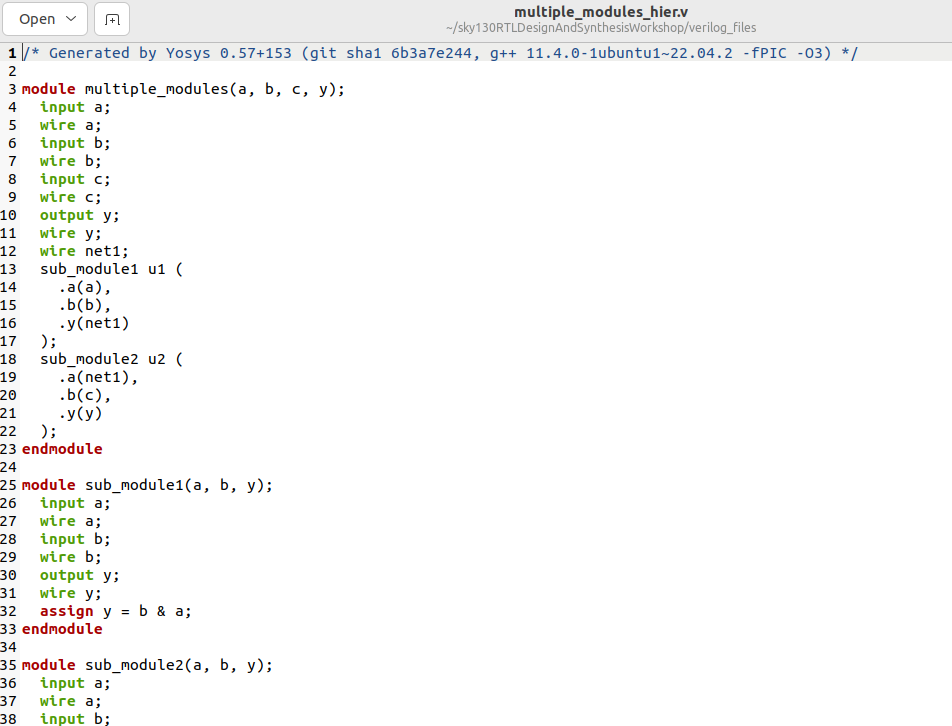 Open
multiple_modules_hier.v
~/sky130RTLDesignAndSynthesisWorkshop/verilog_files
1 /* Generated by Yosys 0.57+153 (git sha1 6b3a7e244, g++ 11.4.0-1ubuntu1~22.04.2 -fPIC -O3) */
2
3 module multiple_modules(a, b, c, y);
4   input a;
5   wire a;
6   input b;
7   wire b;
8   input c;
9   wire c;
10   output y;
11   wire y;
12   wire net1;
13   sub_module1 u1 (
14     .a(a),
15     .b(b),
16     .y(net1)
17   );
18   sub_module2 u2 (
19     .a(net1),
20     .b(c),
21     .y(y)
22   );
23 endmodule
24
25 module sub_module1(a, b, y);
26   input a;
27   wire a;
28   input b;
29   wire b;
30   output y;
31   wire y;
32   assign y = b & a;
33 endmodule
34
35 module sub_module2(a, b, y);
36   input a;
37   wire a;
38   input b;